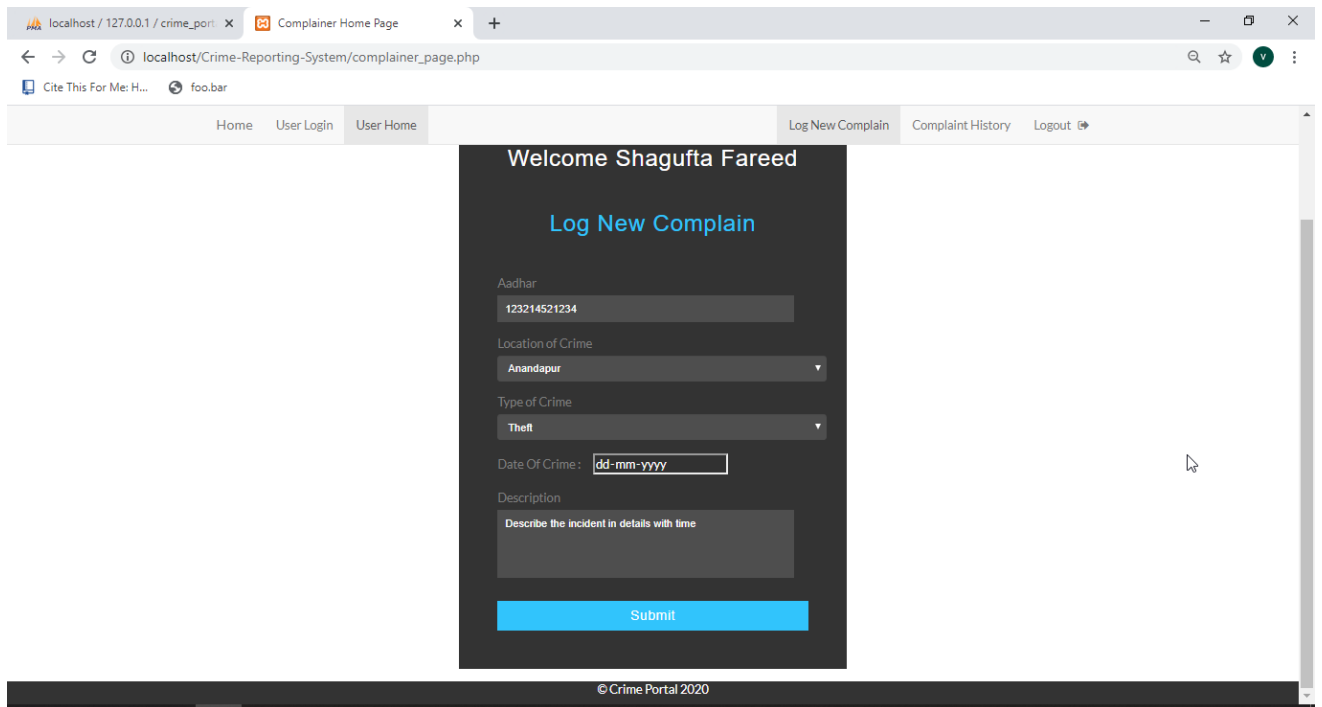 localhost / 127.0.0.1 / crime_port
Complainer Home Page
localhost/Crime-Reporting-System/complainer_page.php
V
Cite This For Me: H...
foo.bar
Home User Login User Home Log New Complain Complaint History Logout
Welcome Shagufta Fareed
Log New Complain
Aadhar
123214521234
Location of Crime
Anandapur
Type of Crime
Theft
Date Of Crime : dd-mm-yyyy
Description
Describe the incident in details with time
Submit
© Crime Portal 2020